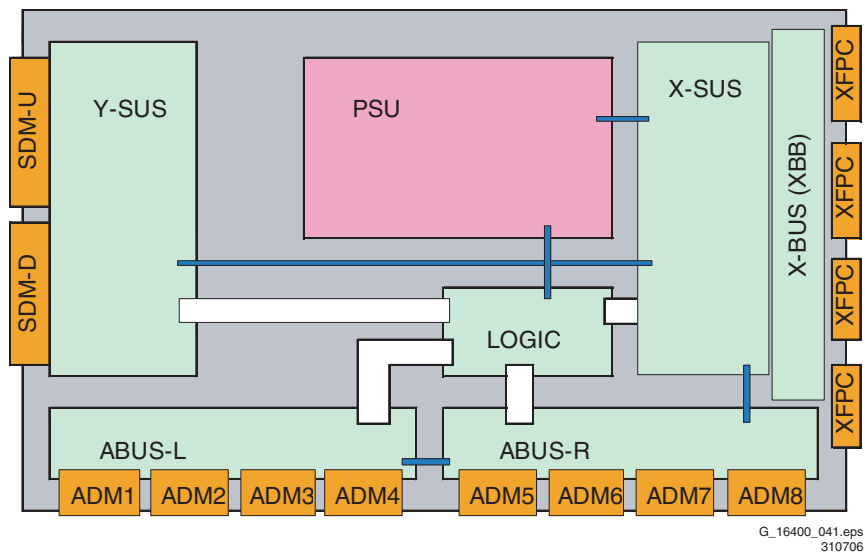 SDM-U
SDM-D
Y-SUS
PSU
X-SUS
X-BUS (XBB)
XFPC
XFPC
XFPC
XFPC
LOGIC
ABUS-L
ABUS-R
ADM1
ADM2
ADM3
ADM4
ADM5
ADM6
ADM7
ADM8
G_16400_041.eps
310706